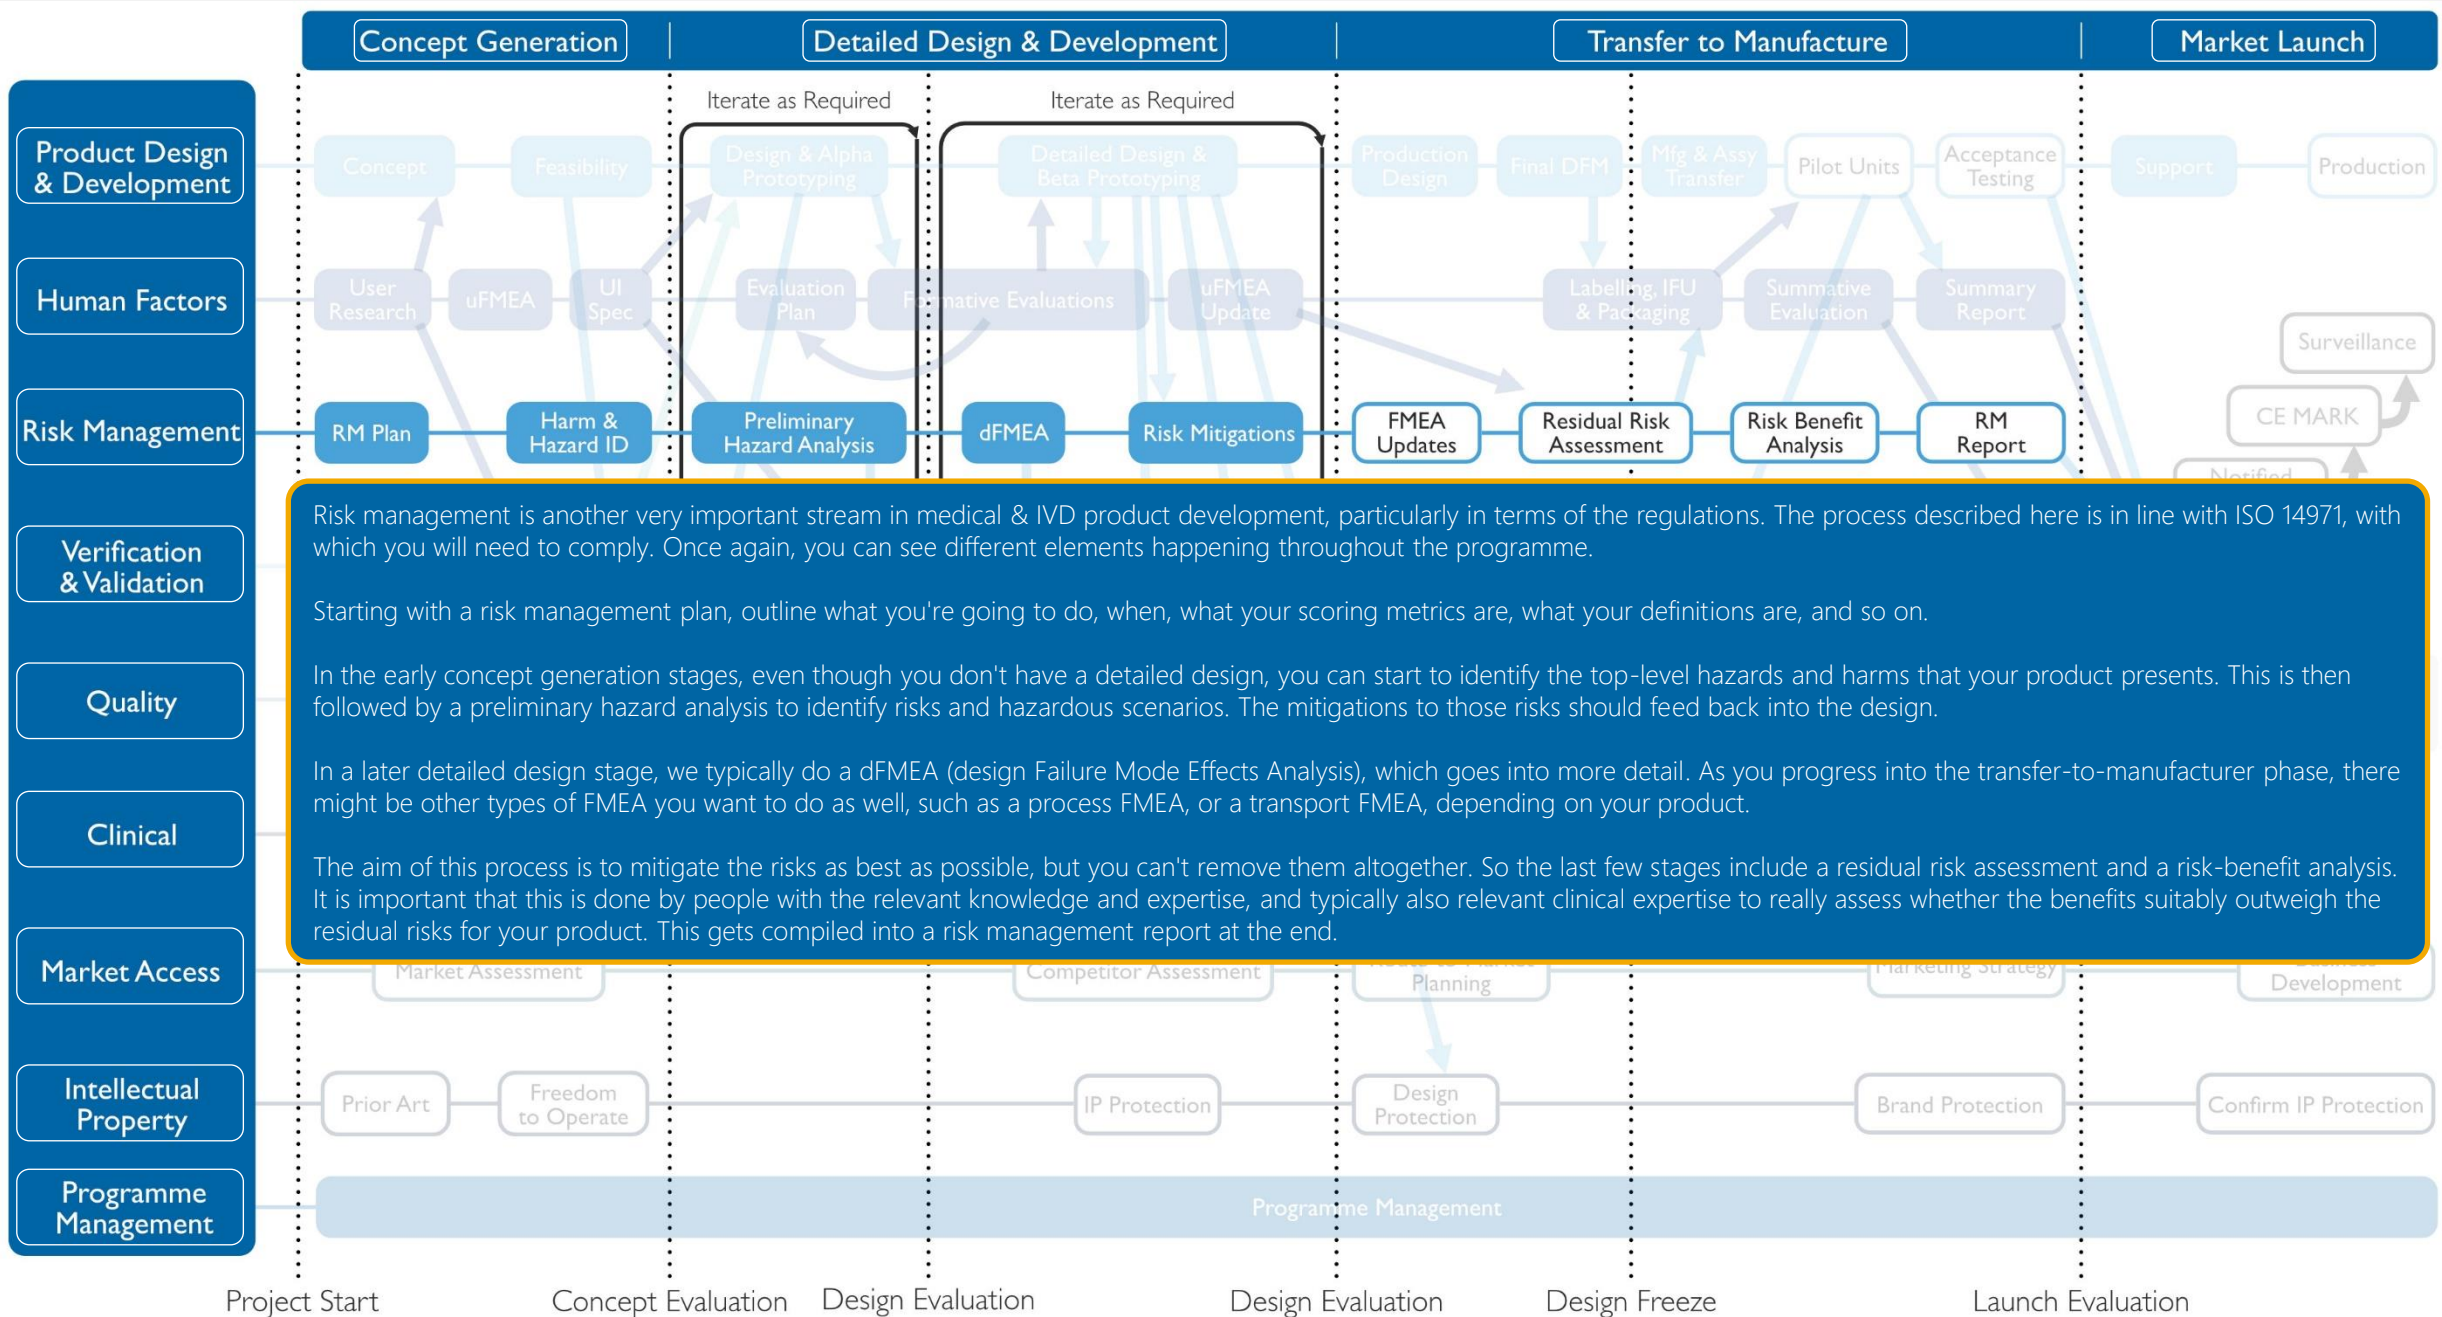 Concept Generation
Detailed Design & Development
Transfer to Manufacture
Market Launch
Iterate as Required
Iterate as Required
Product Design
& Development
Concept
Feasibility
Design & Alpha
Prototyping
Detailed Design &
Beta Prototyping
Production
Design
Final DFM
Mfg & Assy
Transfer
Pilot Units
Acceptance
Testing
Support
Production
Human Factors
User
Research
uFMEA
UI
Spec
Evaluation
Plan
Formative Evaluations
uFMEA
Update
Labelling, IFU
& Packaging
Summative
Evaluation
Summary
Report
Surveillance
CE MARK
Notified
Risk Management
RM Plan
Harm &
Hazard ID
Preliminary
Hazard Analysis
dFMEA
Risk Mitigations
FMEA
Updates
Residual Risk
Assessment
Risk Benefit
Analysis
RM
Report
Risk management is another very important stream in medical & IVD product development, particularly in terms of the regulations. The process described here is in line with ISO 14971, with
which you will need to comply. Once again, you can see different elements happening throughout the programme.
Starting with a risk management plan, outline what you're going to do, when, what your scoring metrics are, what your definitions are, and so on.
In the early concept generation stages, even though you don't have a detailed design, you can start to identify the top-level hazards and harms that your product presents. This is then
followed by a preliminary hazard analysis to identify risks and hazardous scenarios. The mitigations to those risks should feed back into the design.
In a later detailed design stage, we typically do a dFMEA (design Failure Mode Effects Analysis), which goes into more detail. As you progress into the transfer-to-manufacturer phase, there
might be other types of FMEA you want to do as well, such as a process FMEA, or a transport FMEA, depending on your product.
The aim of this process is to mitigate the risks as best as possible, but you can't remove them altogether. So the last few stages include a residual risk assessment and a risk-benefit analysis.
It is important that this is done by people with the relevant knowledge and expertise, and typically also relevant clinical expertise to really assess whether the benefits suitably outweigh the
residual risks for your product. This gets compiled into a risk management report at the end.
Verification
& Validation
Quality
Clinical
Market Access
Market Assessment
Competitor Assessment
Planning
Marketing Strategy
Development
Intellectual
Property
Prior Art
Freedom
to Operate
IP Protection
Design
Protection
Brand Protection
Confirm IP Protection
Programme
Management
Programme Management
Project Start
Concept Evaluation
Design Evaluation
Design Evaluation
Design Freeze
Launch Evaluation